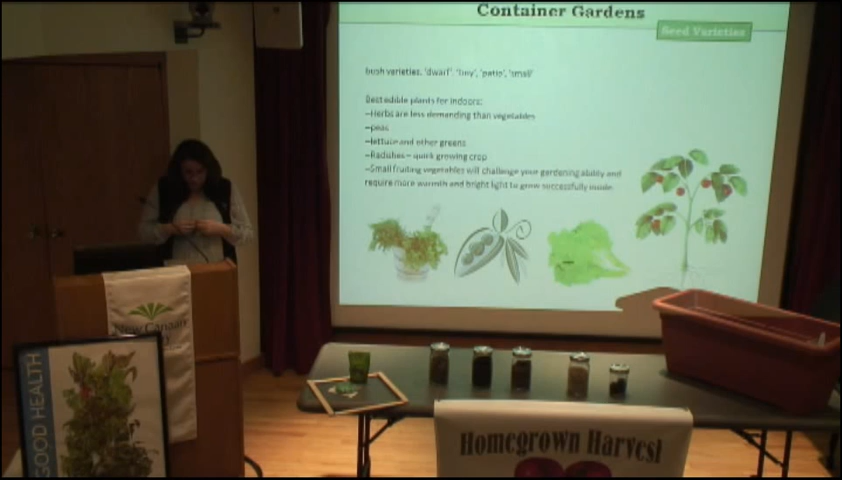 Container Gardens
Seed Varieties
bush varieties, 'dwarf', 'tiny', 'patio', 'small'
Best edible plants for indoors:
–Herbs are less demanding than vegetables
–peas
–lettuce and other greens
–Radishes – quick growing crop
–Small fruiting vegetables will challenge your gardening ability and
require more warmth and bright light to grow successfully inside.
New Canaan
GOOD HEALTH
Homegrown Harvest